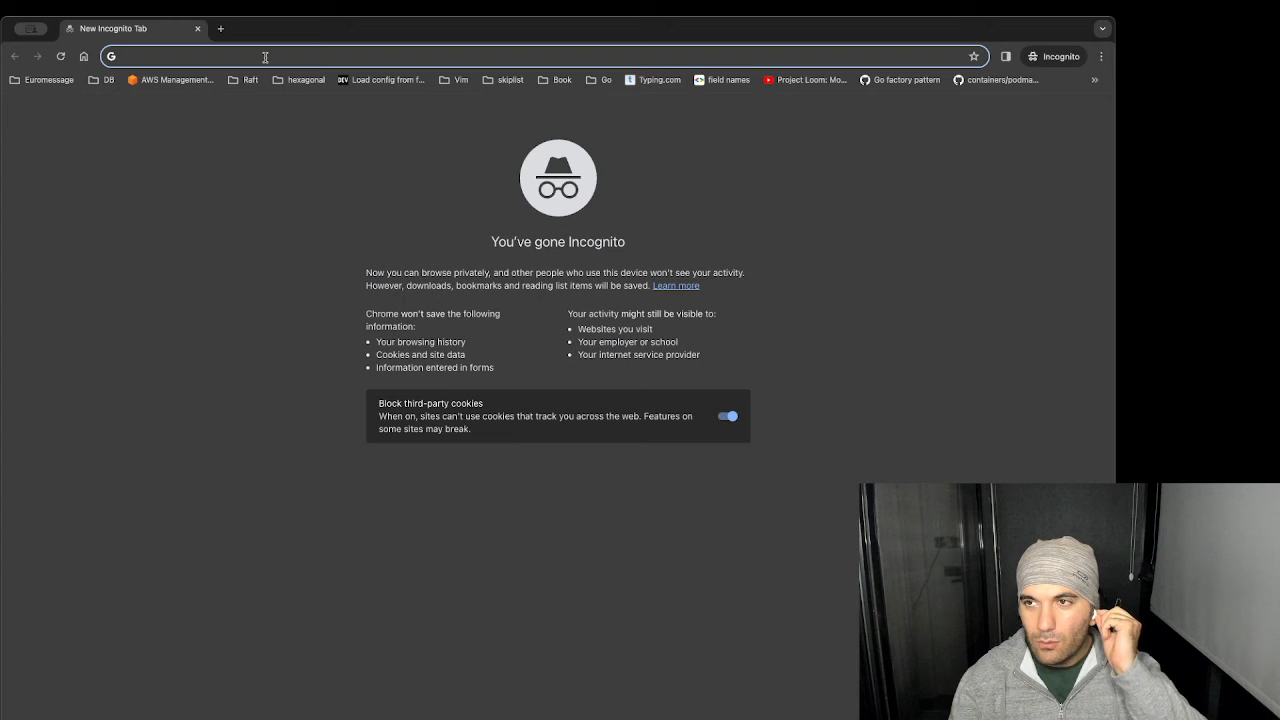 New Incognito Tab
Incognito
Euromessage DB AWS Management... Raft hexagonal DEV Load config from f... Vim skiplist Book Go t Typing.com field names Project Loom: Mo... Go factory pattern containers/podma... »
You've gone Incognito
Now you can browse privately, and other people who use this device won't see your activity.
However, downloads, bookmarks and reading list items will be saved. Learn more
Chrome won't save the following
information:
• Your browsing history
• Cookies and site data
• Information entered in forms
Your activity might still be visible to:
• Websites you visit
• Your employer or school
• Your internet service provider
Block third-party cookies
When on, sites can't use cookies that track you across the web. Features on
some sites may break.